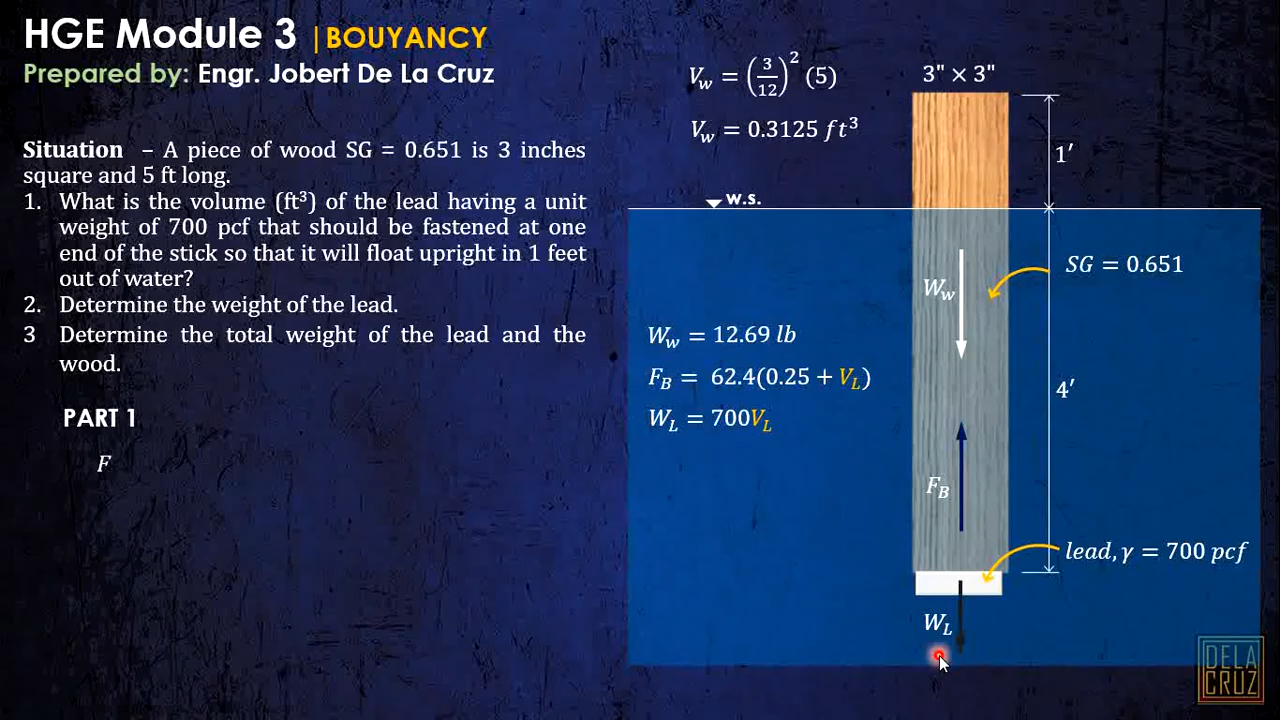 HGE Module 3 | BOUYANCY
Prepared by: Engr. Jobert De La Cruz
Situation – A piece of wood SG = 0.651 is 3 inches
square and 5 ft long.
1. What is the volume (ft³) of the lead having a unit
weight of 700 pcf that should be fastened at one
end of the stick so that it will float upright in 1 feet
out of water?
2. Determine the weight of the lead.
3 Determine the total weight of the lead and the
wood.
PART 1
F
V_w = (3/12)² (5)
V_w = 0.3125 ft³
3" × 3"
1′
w.s.
SG = 0.651
W_w
W_w = 12.69 lb
F_B = 62.4(0.25 + V_L)
W_L = 700V_L
4′
F_B
lead, γ = 700 pcf
W_L
DELA
CRUZ